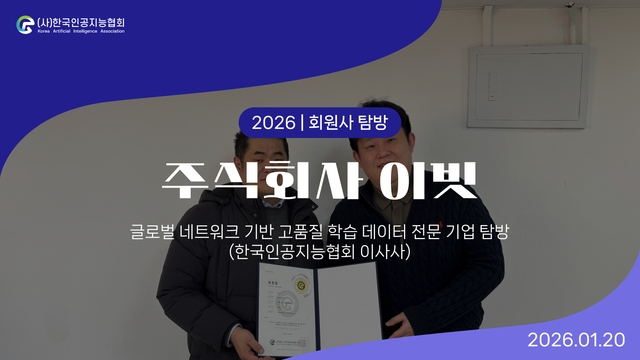 (사)한국인공지능협회
Korea Artificial Intelligence Association
2026 | 회원사 탐방
주식회사 이빗
글로벌 네트워크 기반 고품질 학습 데이터 전문 기업 탐방
(한국인공지능협회 이사사)
2026.01.20